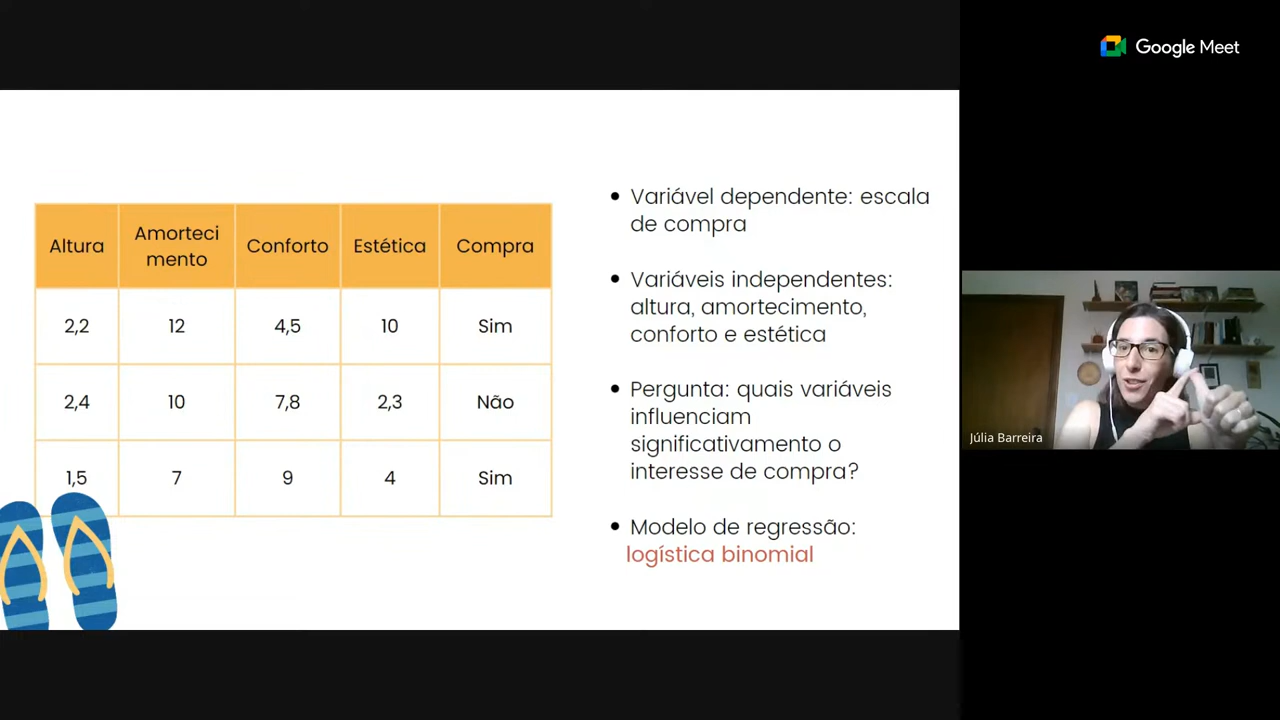 Google Meet
Altura
Amorteci
mento
Conforto
Estética
Compra
2,2
12
4,5
10
Sim
2,4
10
7,8
2,3
Não
1,5
7
9
4
Sim
Variável dependente: escala
de compra
Variáveis independentes:
altura, amortecimento,
conforto e estética
Pergunta: quais variáveis
influenciam
significativamento o
interesse de compra?
Modelo de regressão:
logística binomial
Júlia Barreira